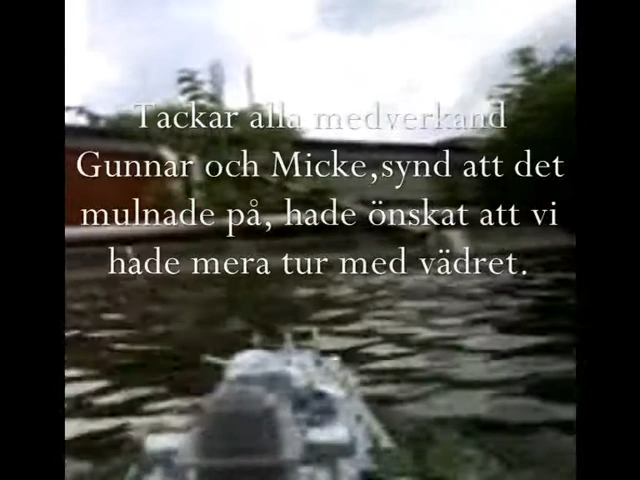 Tackar alla medverkand
Gunnar och Micke,synd att det
mulnade på, hade önskat att vi
hade mera tur med vädret.